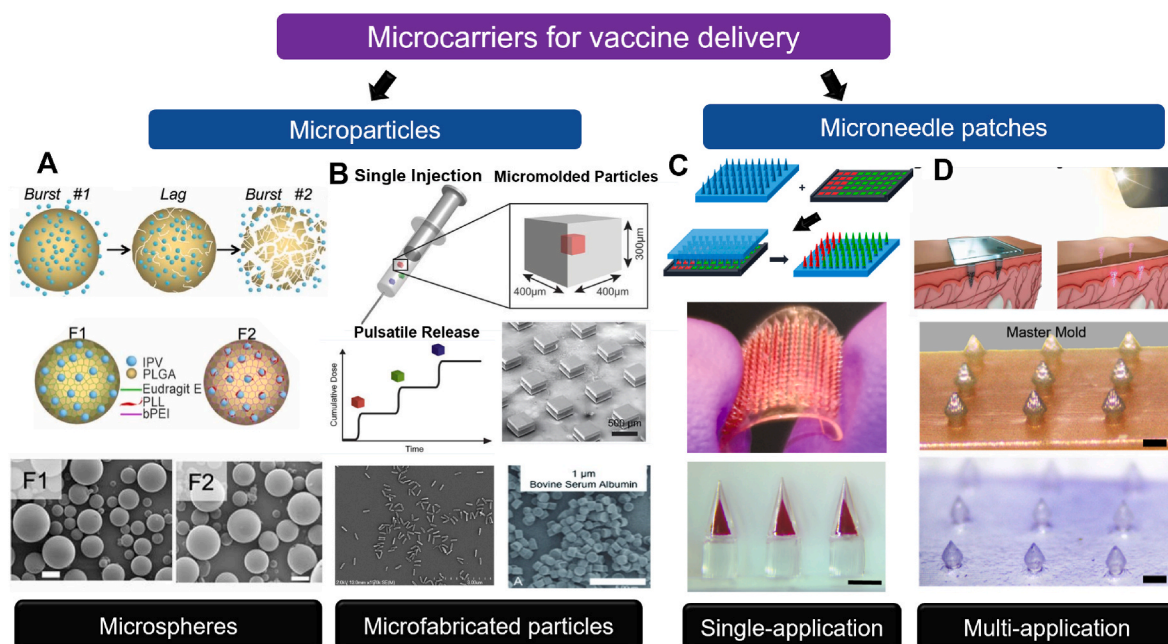 Microcarriers for vaccine delivery
Microparticles
Microneedle patches
A
Burst #1
Lag
Burst #2
F1
F2
IPV
PLGA
Eudragit E
PLL
bPEI
F1
F2
Microspheres
B
Single Injection
Micromolded Particles
300µm
400µm
400µm
Pulsatile Release
Cumulative Dose
Time
500 µm
1 µm
Bovine Serum Albumin
A
Microfabricated particles
C
+
Single-application
D
Master Mold
Multi-application